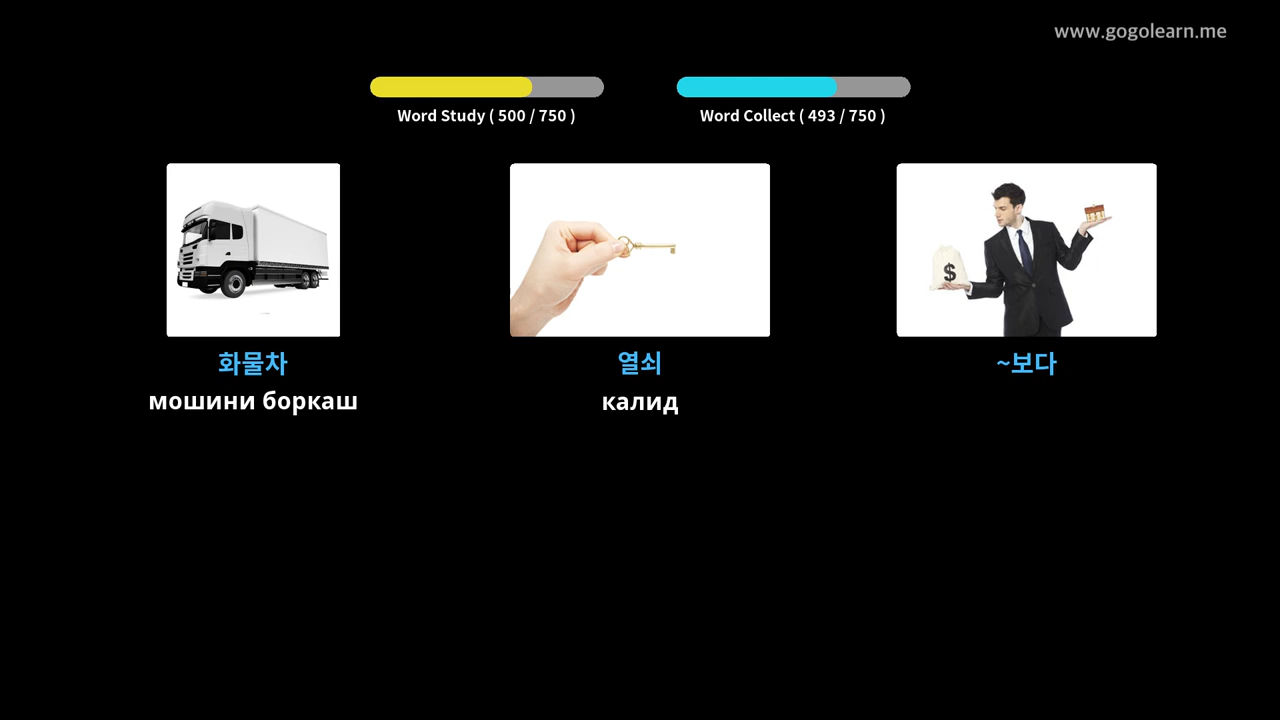 www.gogolearn.me
Word Study ( 500 / 750 )
Word Collect ( 493 / 750 )
$
화물차
열쇠
~보다
мошини боркаш
калид